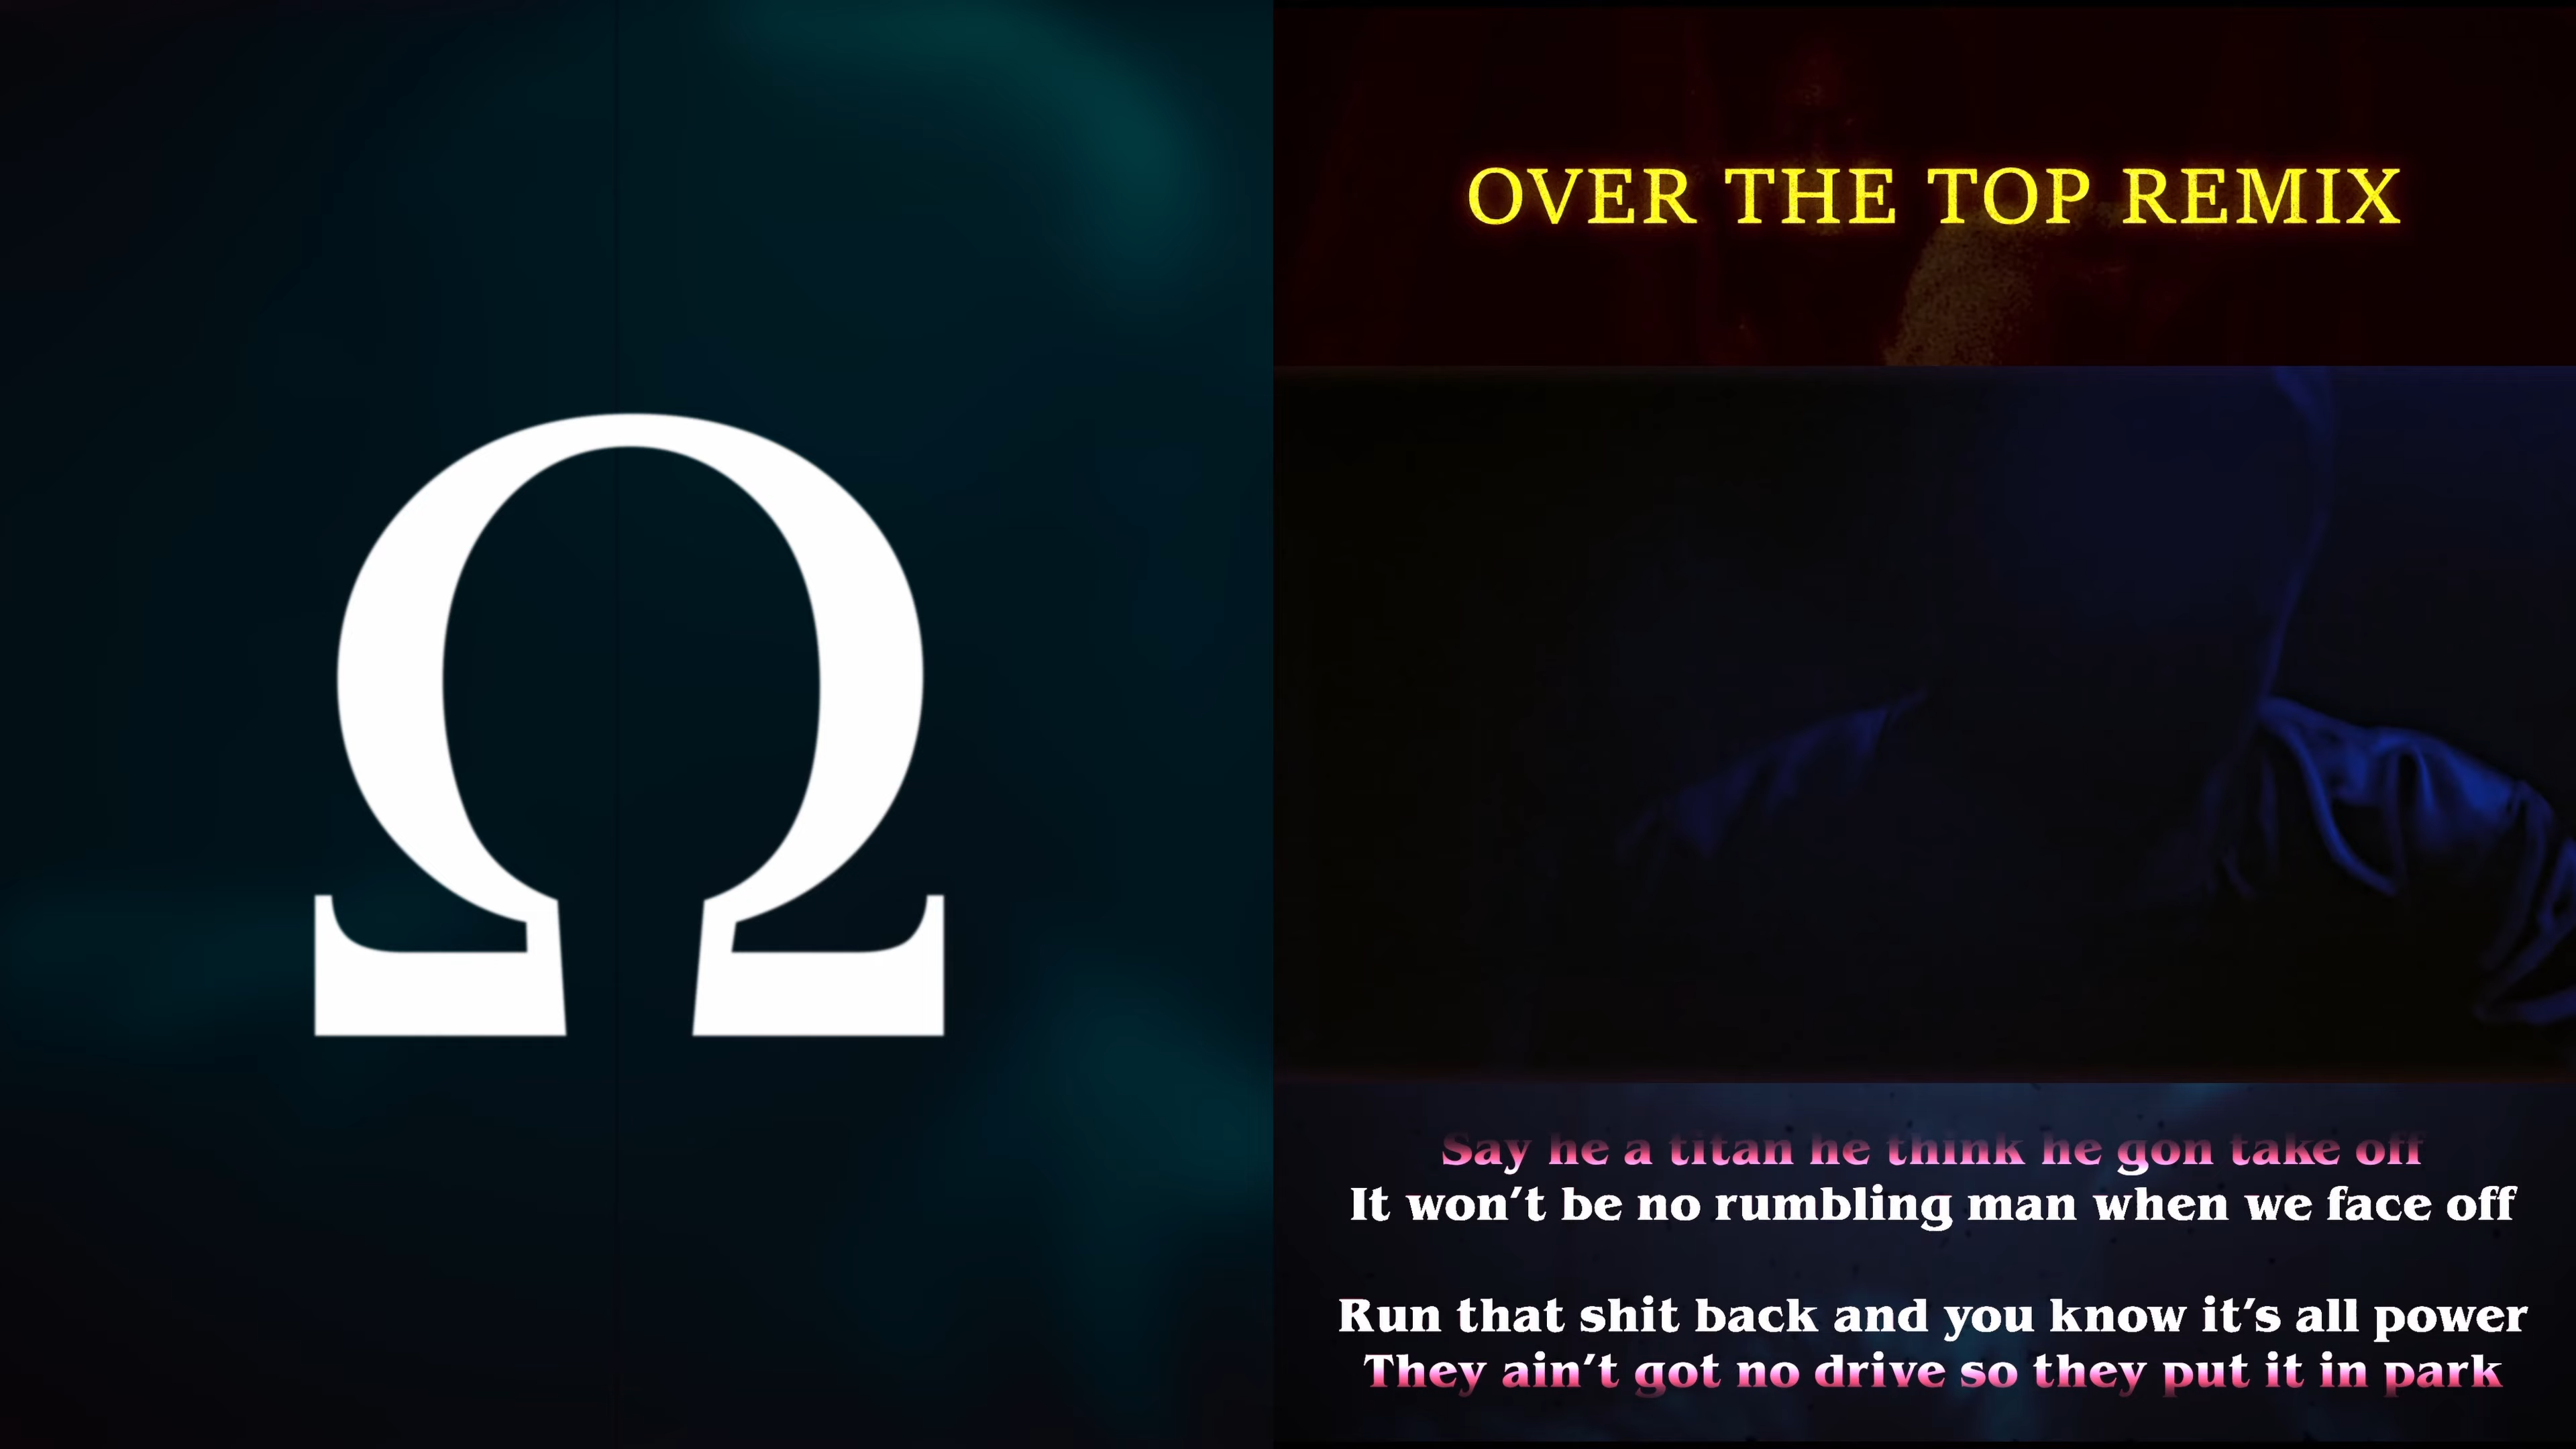 Ω
OVER THE TOP REMIX
Say he a titan he think he gon take off
It won't be no rumbling man when we face off
Run that shit back and you know it's all power
They ain't got no drive so they put it in park